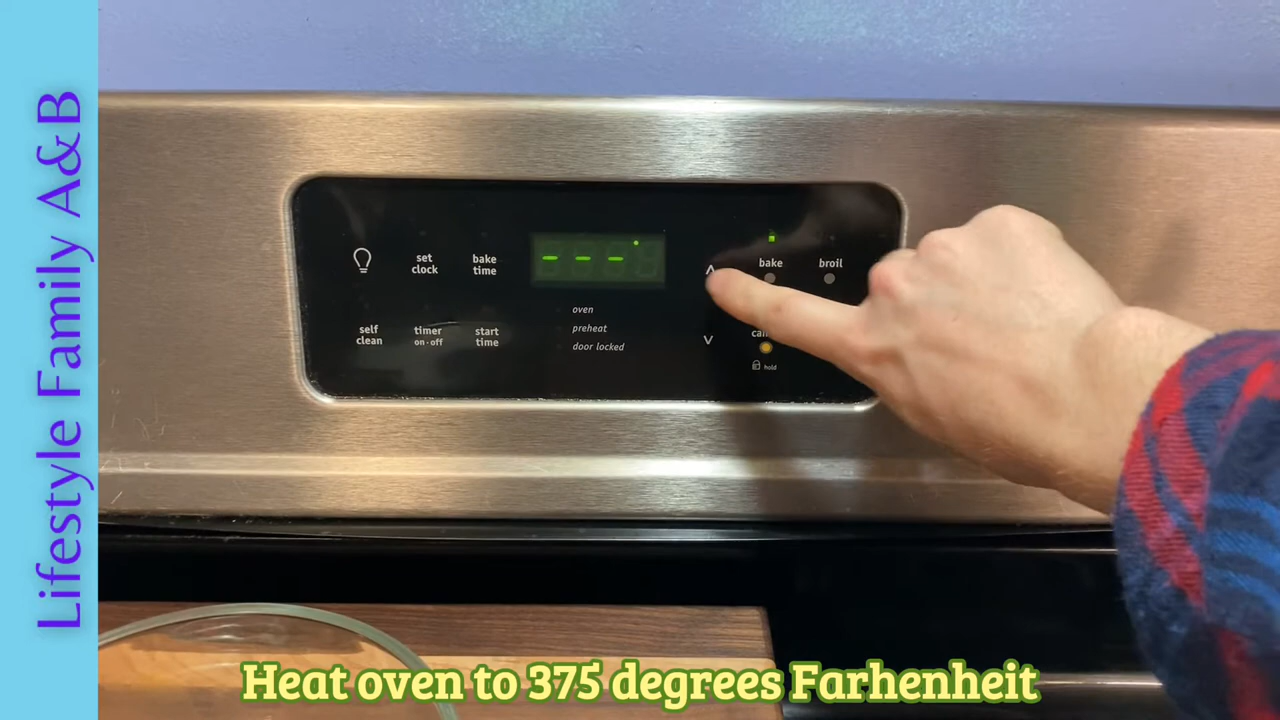 Lifestyle Family A&B
set
clock
bake
time
bake
broil
oven
preheat
door locked
self
clean
timer
on·off
start
time
hold
Heat oven to 375 degrees Farhenheit